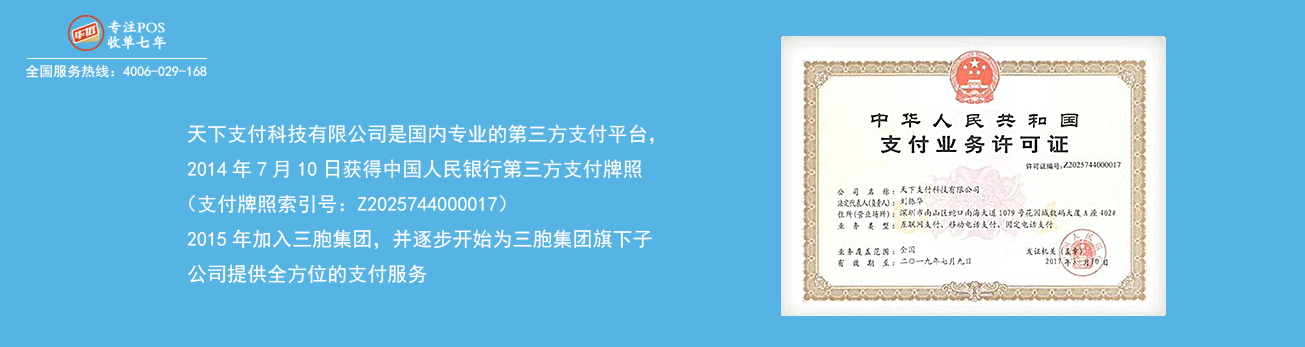 华迈
专注POS
收单七年
全国服务热线：4006-029-168
天下支付科技有限公司是国内专业的第三方支付平台，
2014年7月10日获得中国人民银行第三方支付牌照
（支付牌照索引号：Z2025744000017）
2015年加入三胞集团，并逐步开始为三胞集团旗下子
公司提供全方位的支付服务
中华人民共和国
支付业务许可证
许可证编号：Z2025744000017
公司名称：天下支付科技有限公司
法定代表人(负责人)：刘振华
住所(营业场所)：深圳市南山区蛇口南海大道1079号花园城数码大厦A座402#
业务类型：互联网支付、移动电话支付、固定电话支付
业务覆盖范围：全国
有效期至：二〇一九年七月九日
发证机关（盖章）
2017年